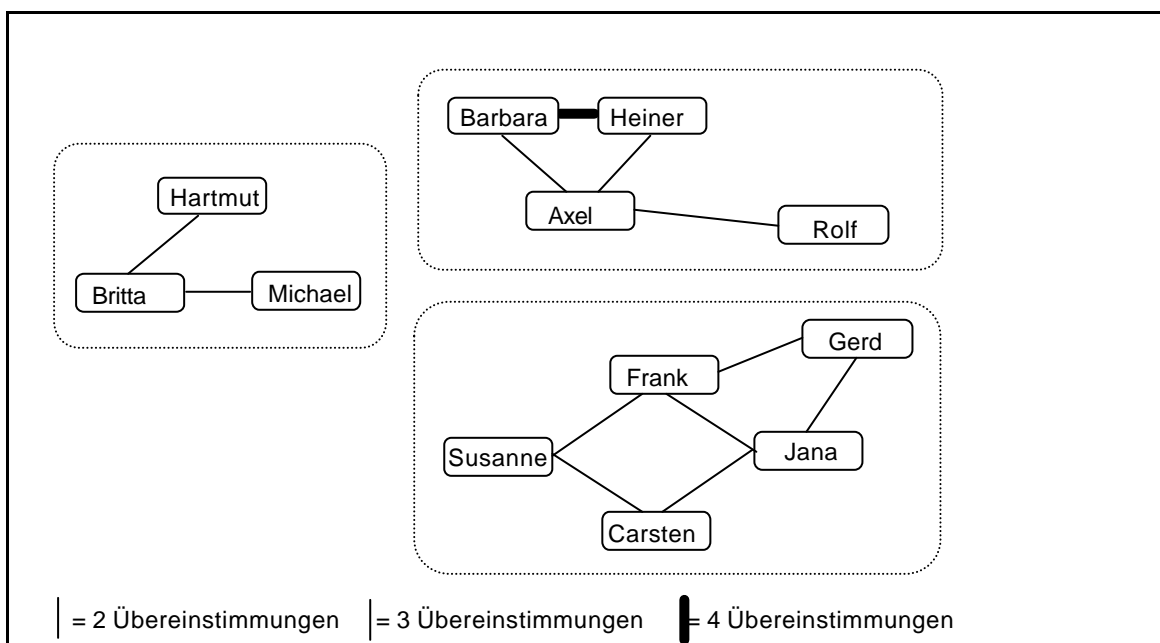 Barbara
Heiner
Hartmut
Axel
Rolf
Britta
Michael
Gerd
Frank
Susanne
Jana
Carsten
= 2 Übereinstimmungen = 3 Übereinstimmungen = 4 Übereinstimmungen